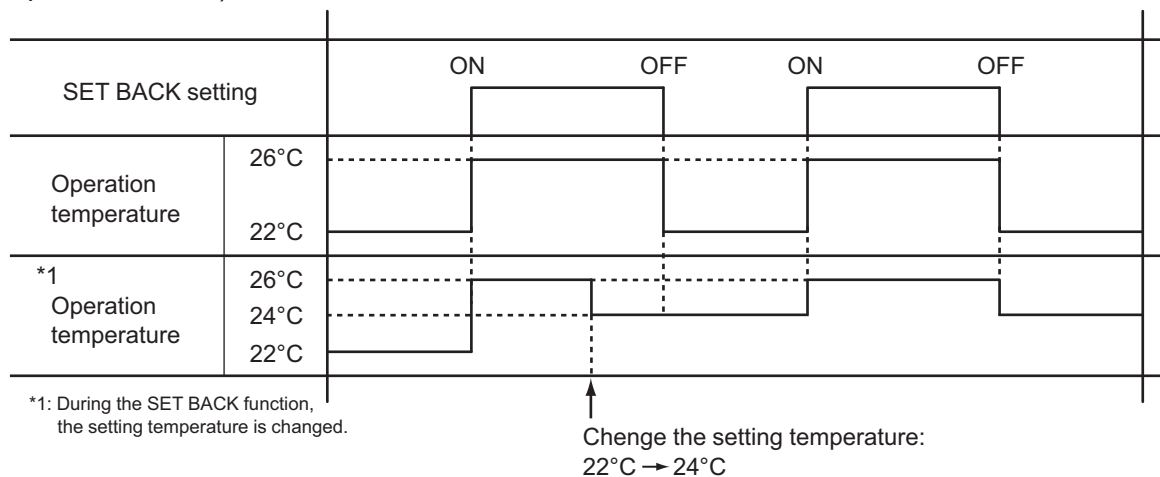 ON OFF ON OFF
SET BACK setting
26°C
Operation
temperature
22°C
*1
26°C
Operation
24°C
temperature
22°C
*1: During the SET BACK function,
the setting temperature is changed.
Chenge the setting temperature:
22°C → 24°C